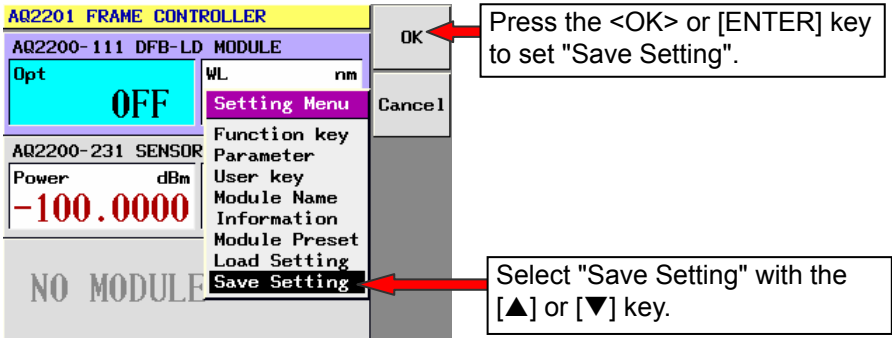 AQ2201 FRAME CONTROLLER
AQ2200-111 DFB-LD MODULE
Opt
OFF
WL nm
Setting Menu
Function key
Parameter
User key
Module Name
Information
Module Preset
Load Setting
Save Setting
AQ2200-231 SENSOR
Power dBm
-100.0000
NO MODULE
OK
Cancel
Press the <OK> or [ENTER] key
to set "Save Setting".
Select "Save Setting" with the
[▲] or [▼] key.